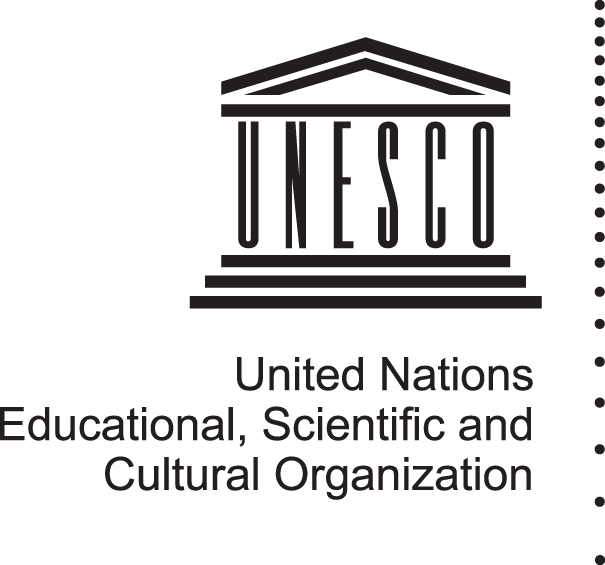 UNESCO
United Nations
Educational, Scientific and
Cultural Organization